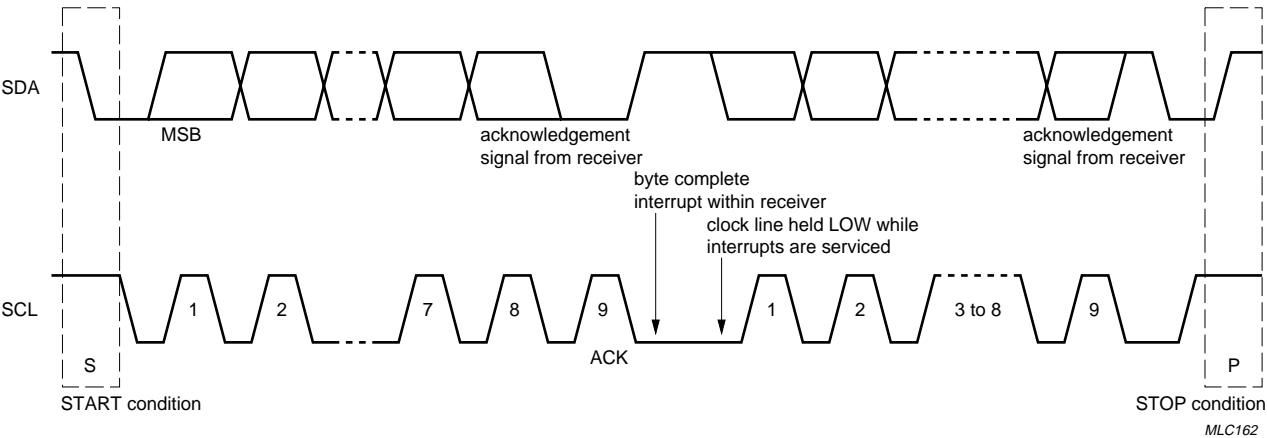 SDA
MSB
acknowledgement
signal from receiver
acknowledgement
signal from receiver
byte complete
interrupt within receiver
clock line held LOW while
interrupts are serviced
SCL
1 2 7 8 9 1 2 3 to 8 9
ACK
S P
START condition STOP condition
MLC162